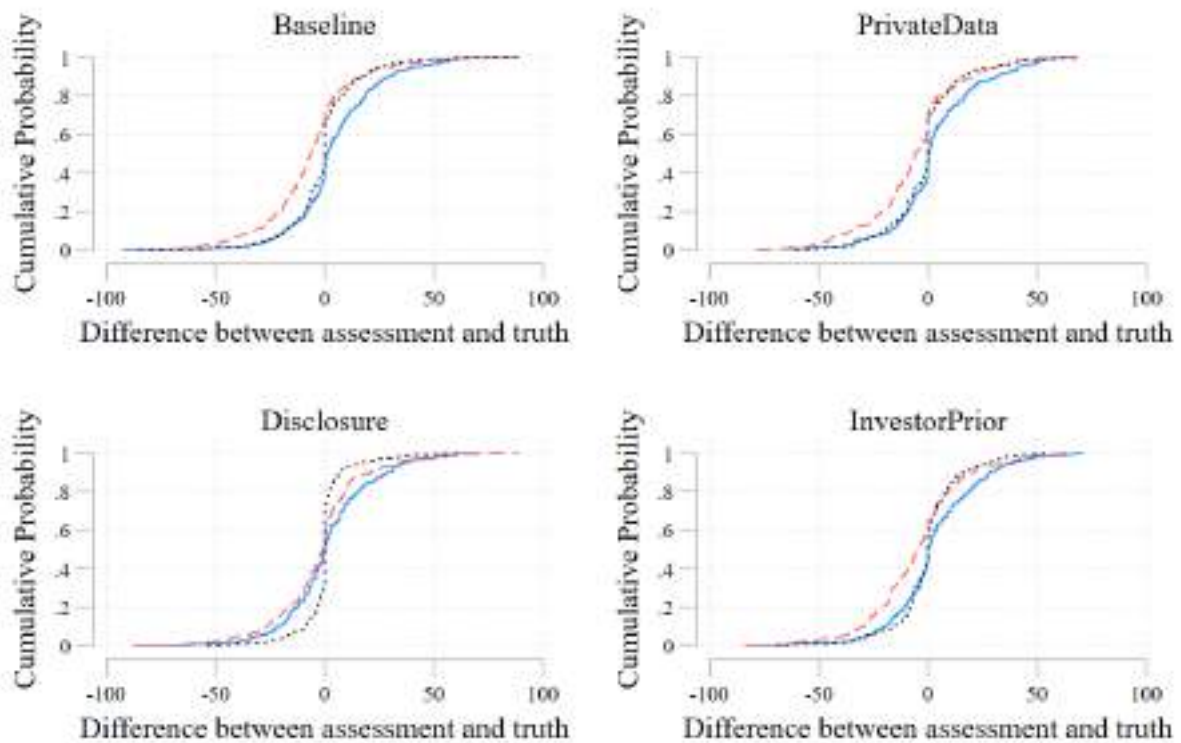 Baseline
Cumulative Probability
1
.8
.6
.4
.2
0
-100 -50 0 50 100
Difference between assessment and truth
PrivateData
Cumulative Probability
1
.8
.6
.4
.2
0
-100 -50 0 50 100
Difference between assessment and truth
Disclosure
Cumulative Probability
1
.8
.6
.4
.2
0
-100 -50 0 50 100
Difference between assessment and truth
InvestorPrior
Cumulative Probability
1
.8
.6
.4
.2
0
-100 -50 0 50 100
Difference between assessment and truth